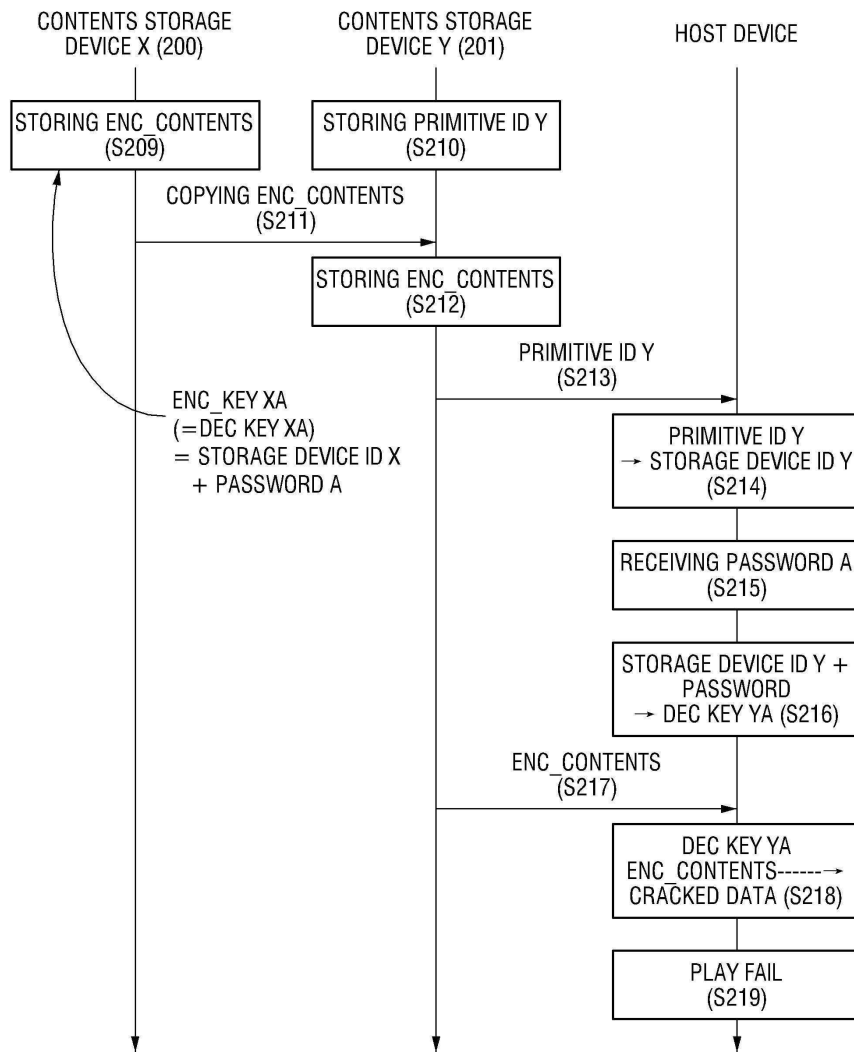 CONTENTS STORAGE
DEVICE X (200)
CONTENTS STORAGE
DEVICE Y (201)
HOST DEVICE
STORING ENC_CONTENTS
(S209)
STORING PRIMITIVE ID Y
(S210)
COPYING ENC_CONTENTS
(S211)
STORING ENC_CONTENTS
(S212)
PRIMITIVE ID Y
(S213)
ENC_KEY XA
(=DEC KEY XA)
= STORAGE DEVICE ID X
+ PASSWORD A
PRIMITIVE ID Y
→ STORAGE DEVICE ID Y
(S214)
RECEIVING PASSWORD A
(S215)
STORAGE DEVICE ID Y +
PASSWORD
→ DEC KEY YA (S216)
ENC_CONTENTS
(S217)
DEC KEY YA
ENC_CONTENTS------→
CRACKED DATA (S218)
PLAY FAIL
(S219)